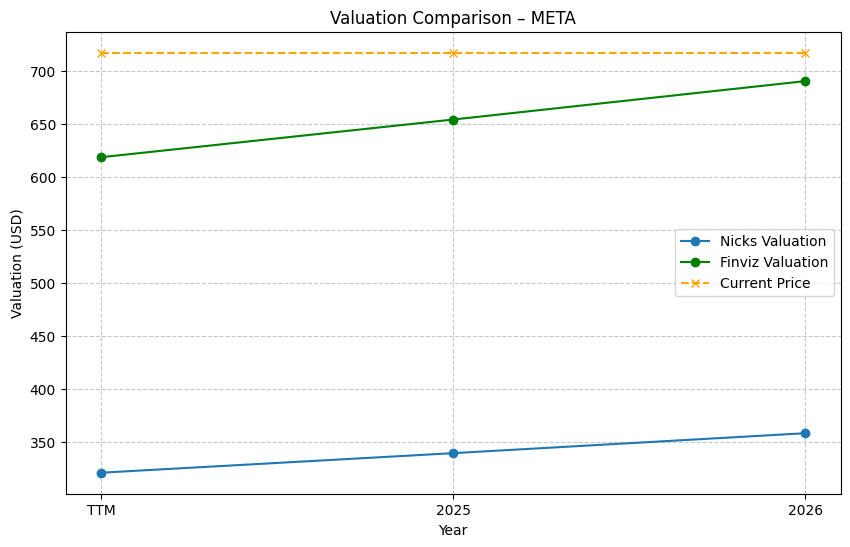 Valuation Comparison – META
Valuation (USD)
700
650
600
550
500
450
400
350
Nicks Valuation
Finviz Valuation
Current Price
TTM 2025 2026
Year